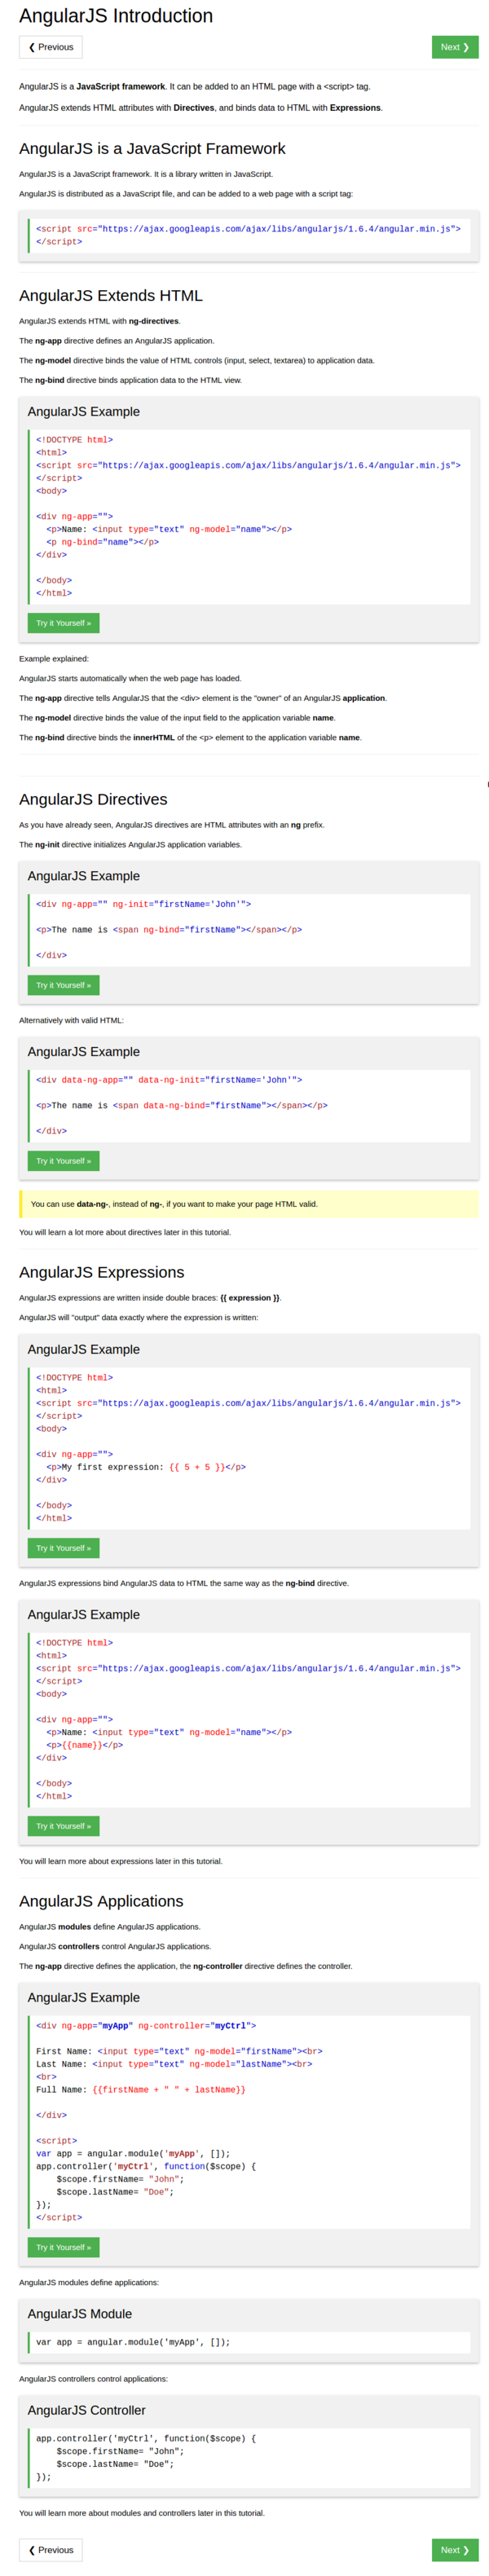 AngularJS Introduction
❮ Previous
Next ❯
AngularJS is a JavaScript framework. It can be added to an HTML page with a <script> tag.
AngularJS extends HTML attributes with Directives, and binds data to HTML with Expressions.
AngularJS is a JavaScript Framework
AngularJS is a JavaScript framework. It is a library written in JavaScript.
AngularJS is distributed as a JavaScript file, and can be added to a web page with a script tag:
<script src="https://ajax.googleapis.com/ajax/libs/angularjs/1.6.4/angular.min.js">
</script>
AngularJS Extends HTML
AngularJS extends HTML with ng-directives.
The ng-app directive defines an AngularJS application.
The ng-model directive binds the value of HTML controls (input, select, textarea) to application data.
The ng-bind directive binds application data to the HTML view.
AngularJS Example
<!DOCTYPE html>
<html>
<script src="https://ajax.googleapis.com/ajax/libs/angularjs/1.6.4/angular.min.js">
</script>
<body>
<div ng-app="">
  <p>Name: <input type="text" ng-model="name"></p>
  <p ng-bind="name"></p>
</div>
</body>
</html>
Try it Yourself »
Example explained:
AngularJS starts automatically when the web page has loaded.
The ng-app directive tells AngularJS that the <div> element is the "owner" of an AngularJS application.
The ng-model directive binds the value of the input field to the application variable name.
The ng-bind directive binds the innerHTML of the <p> element to the application variable name.
AngularJS Directives
As you have already seen, AngularJS directives are HTML attributes with an ng prefix.
The ng-init directive initializes AngularJS application variables.
AngularJS Example
<div ng-app="" ng-init="firstName='John'">
<p>The name is <span ng-bind="firstName"></span></p>
</div>
Try it Yourself »
Alternatively with valid HTML:
AngularJS Example
<div data-ng-app="" data-ng-init="firstName='John'">
<p>The name is <span data-ng-bind="firstName"></span></p>
</div>
Try it Yourself »
You can use data-ng-, instead of ng-, if you want to make your page HTML valid.
You will learn a lot more about directives later in this tutorial.
AngularJS Expressions
AngularJS expressions are written inside double braces: {{ expression }}.
AngularJS will "output" data exactly where the expression is written:
AngularJS Example
<!DOCTYPE html>
<html>
<script src="https://ajax.googleapis.com/ajax/libs/angularjs/1.6.4/angular.min.js">
</script>
<body>
<div ng-app="">
  <p>My first expression: {{ 5 + 5 }}</p>
</div>
</body>
</html>
Try it Yourself »
AngularJS expressions bind AngularJS data to HTML the same way as the ng-bind directive.
AngularJS Example
<!DOCTYPE html>
<html>
<script src="https://ajax.googleapis.com/ajax/libs/angularjs/1.6.4/angular.min.js">
</script>
<body>
<div ng-app="">
  <p>Name: <input type="text" ng-model="name"></p>
  <p>{{name}}</p>
</div>
</body>
</html>
Try it Yourself »
You will learn more about expressions later in this tutorial.
AngularJS Applications
AngularJS modules define AngularJS applications.
AngularJS controllers control AngularJS applications.
The ng-app directive defines the application, the ng-controller directive defines the controller.
AngularJS Example
<div ng-app="myApp" ng-controller="myCtrl">
First Name: <input type="text" ng-model="firstName"><br>
Last Name: <input type="text" ng-model="lastName"><br>
<br>
Full Name: {{firstName + " " + lastName}}
</div>
<script>
var app = angular.module('myApp', []);
app.controller('myCtrl', function($scope) {
    $scope.firstName= "John";
    $scope.lastName= "Doe";
});
</script>
Try it Yourself »
AngularJS modules define applications:
AngularJS Module
var app = angular.module('myApp', []);
AngularJS controllers control applications:
AngularJS Controller
app.controller('myCtrl', function($scope) {
    $scope.firstName= "John";
    $scope.lastName= "Doe";
});
You will learn more about modules and controllers later in this tutorial.
❮ Previous
Next ❯